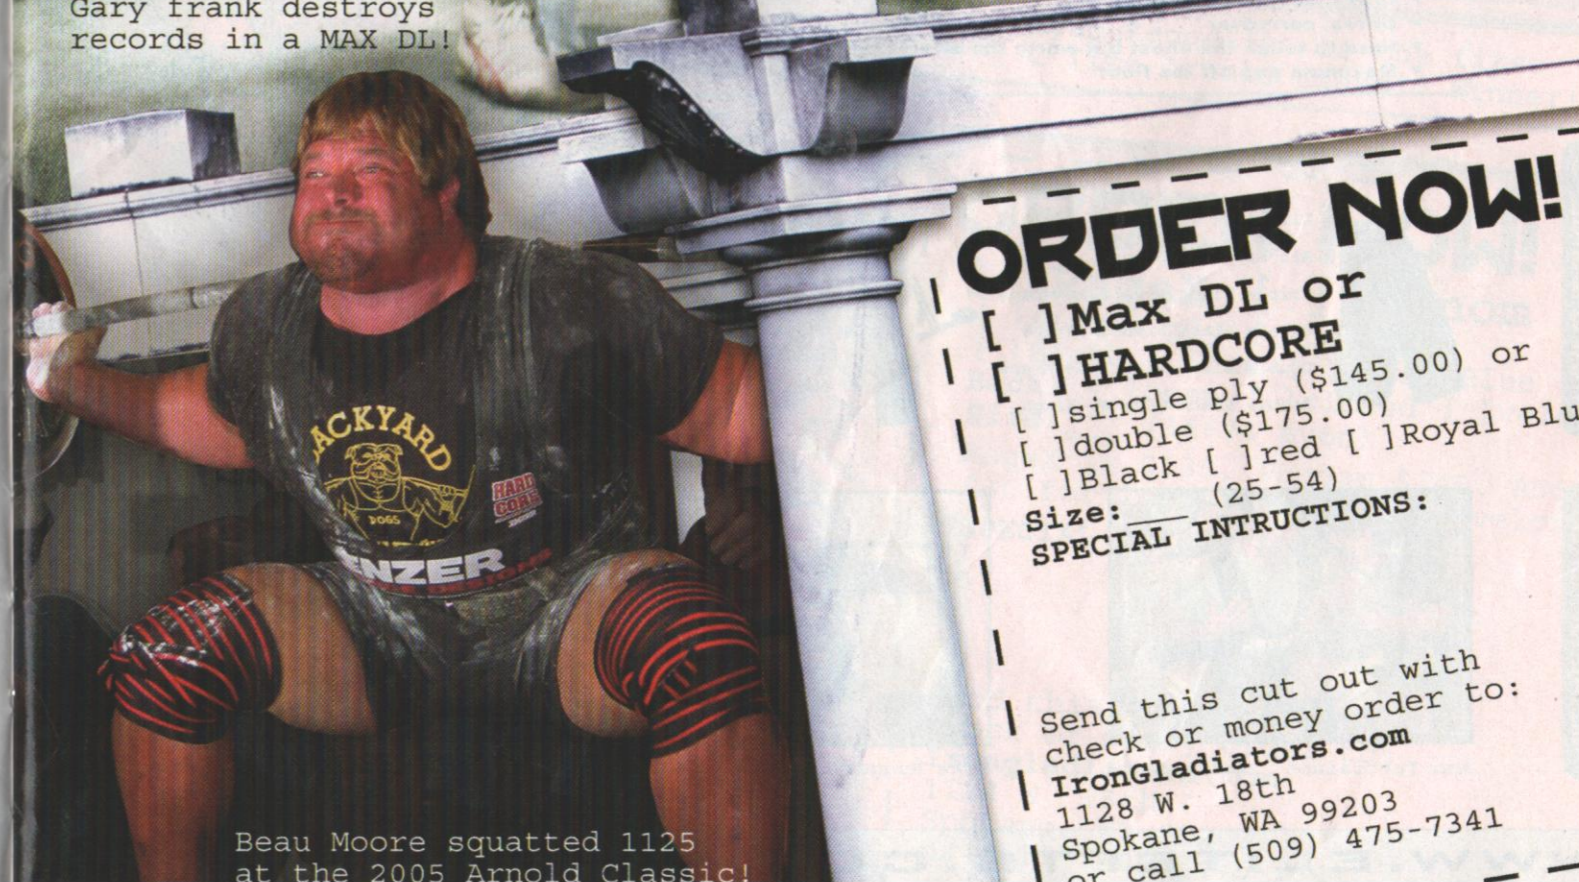 Gary frank destroys
records in a MAX DL!
ACKYARD
DOGS
HARD
CORE
ENZER
DESIGNS
Beau Moore squatted 1125
at the 2005 Arnold Classic!
ORDER NOW!
[ ]Max DL or
[ ]HARDCORE
[ ]single ply ($145.00) or
[ ]double ($175.00)
[ ]Black [ ]red [ ]Royal Blu
Size:___ (25-54)
SPECIAL INTRUCTIONS:
Send this cut out with
check or money order to:
IronGladiators.com
1128 W. 18th
Spokane, WA 99203
or call (509) 475-7341